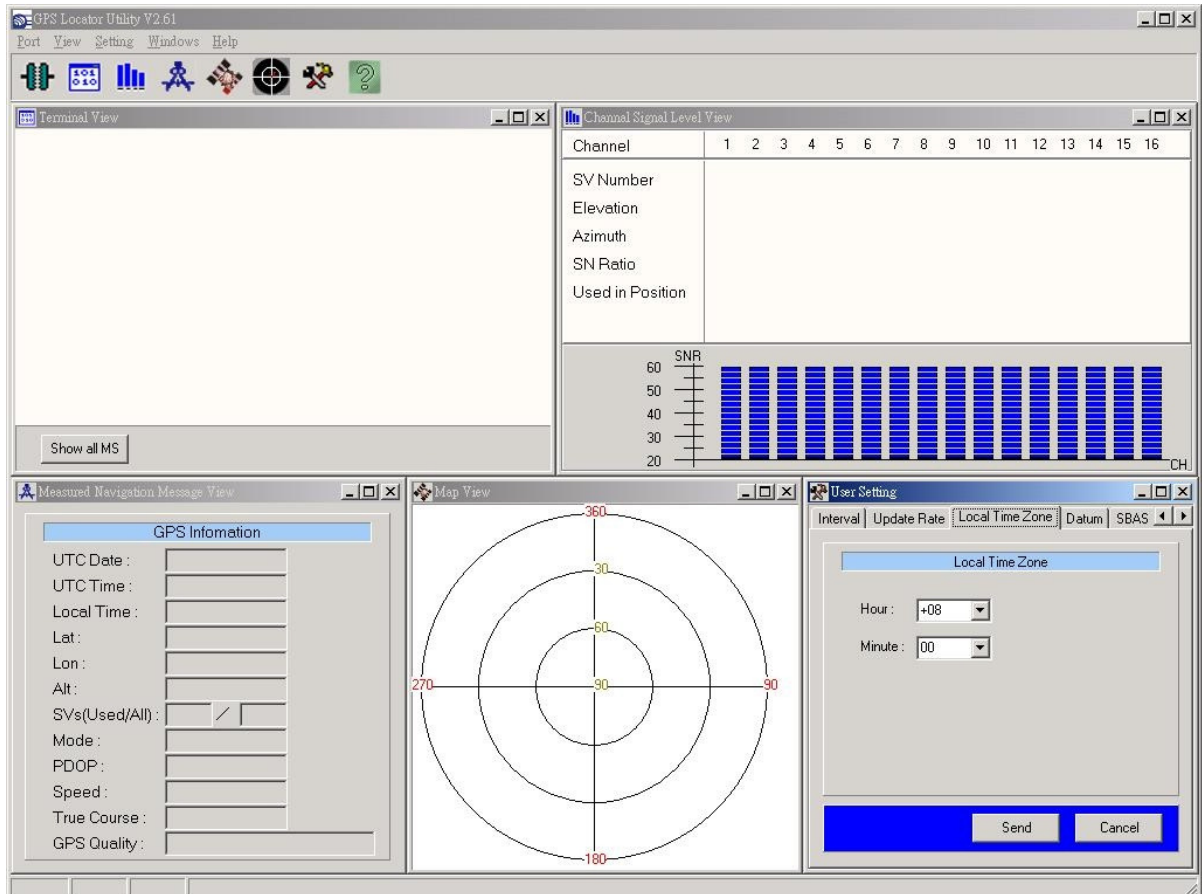 GPS Locator Utility V2.61
Port View Setting Windows Help
101
010
Terminal View
Show all MS
Channal Signal Level View
Channel 1 2 3 4 5 6 7 8 9 10 11 12 13 14 15 16
SV Number
Elevation
Azimuth
SN Ratio
Used in Position
SNR
60
50
40
30
20
CH.
Measured Navigation Message View
GPS Infomation
UTC Date :
UTC Time :
Local Time :
Lat :
Lon :
Alt :
SVs(Used/All) : /
Mode :
PDOP :
Speed :
True Course :
GPS Quality :
Map View
360
30
60
270 90 90
180
User Setting
Interval Update Rate Local Time Zone Datum SBAS
Local Time Zone
Hour : +08
Minute : 00
Send Cancel